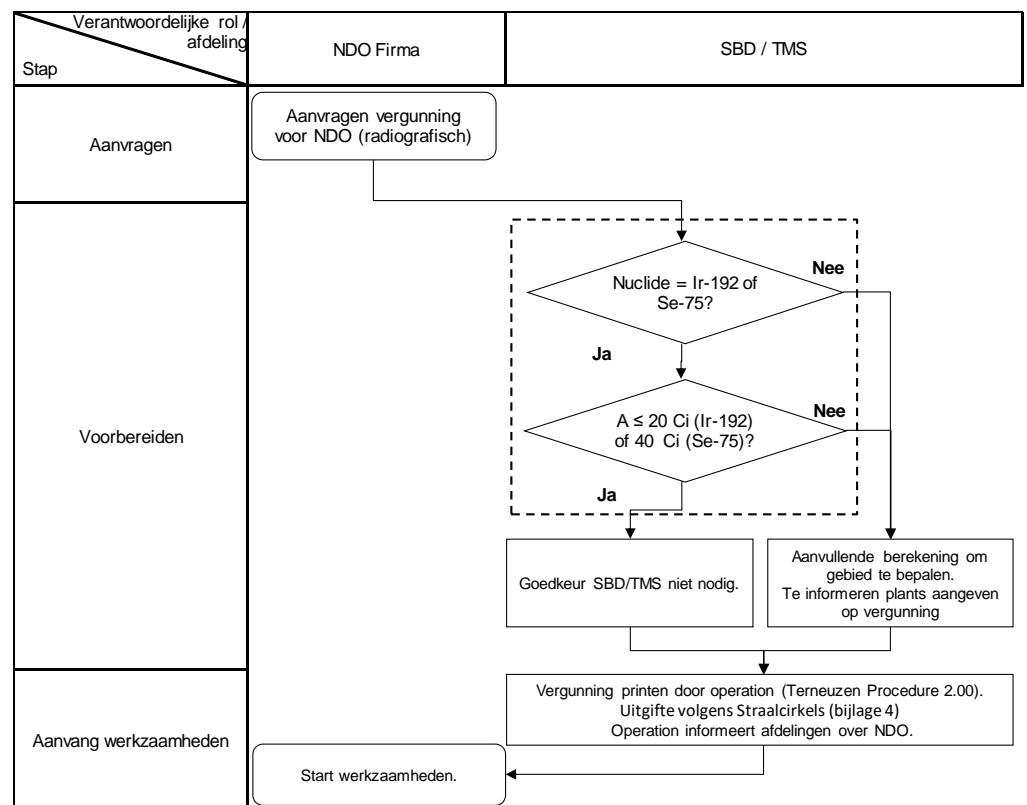 Verantwoordelijke rol /
afdeling
Stap
NDO Firma
SBD / TMS
Aanvragen
Aanvragen vergunning
voor NDO (radiografisch)
Voorbereiden
Nuclide = Ir-192 of
Se-75?
Nee
Ja
A ≤ 20 Ci (Ir-192)
of 40 Ci (Se-75)?
Nee
Ja
Goedkeur SBD/TMS niet nodig.
Aanvullende berekening om
gebied te bepalen.
Te informeren plants aangeven
op vergunning
Aanvang werkzaamheden
Vergunning printen door operation (Terneuzen Procedure 2.00).
Uitgifte volgens Straalcirkels (bijlage 4)
Operation informeert afdelingen over NDO.
Start werkzaamheden.